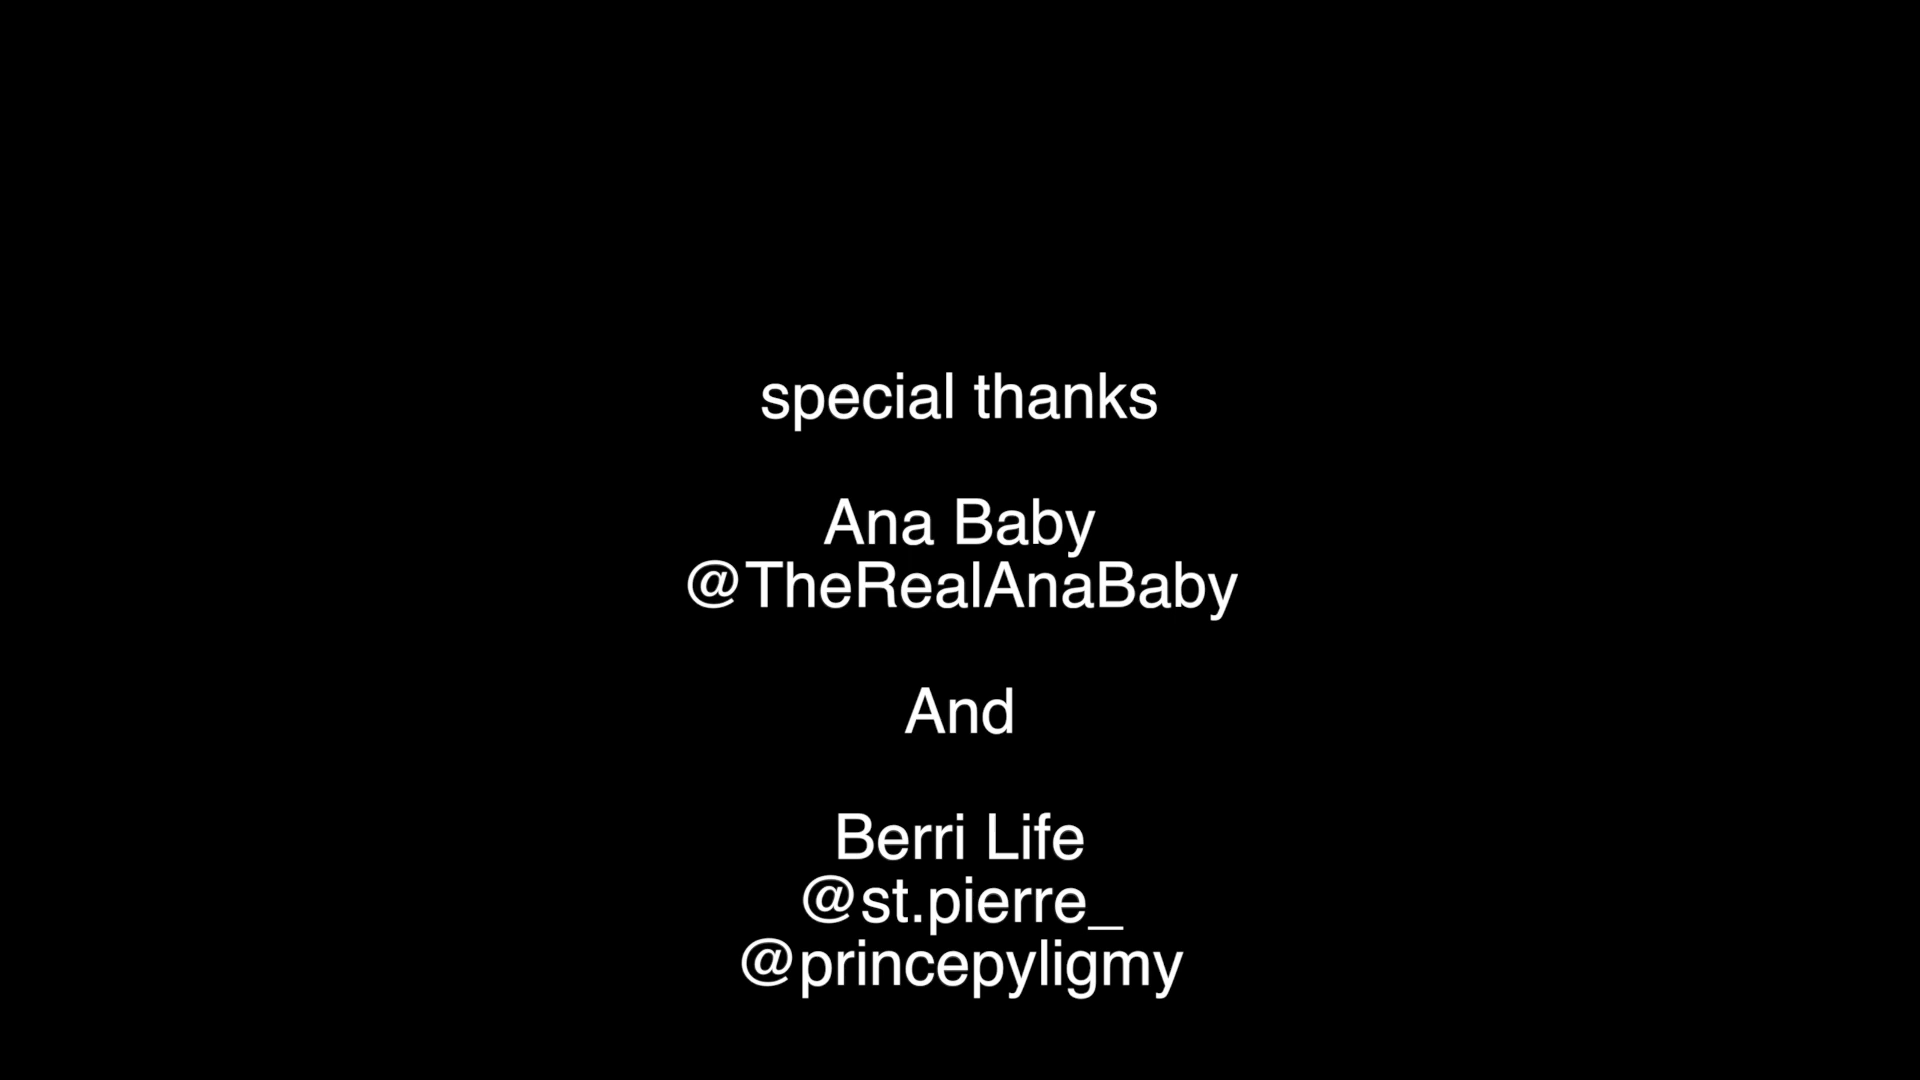 special thanks
Ana Baby
@TheRealAnaBaby
And
Berri Life
@st.pierre_
@princepyligmy